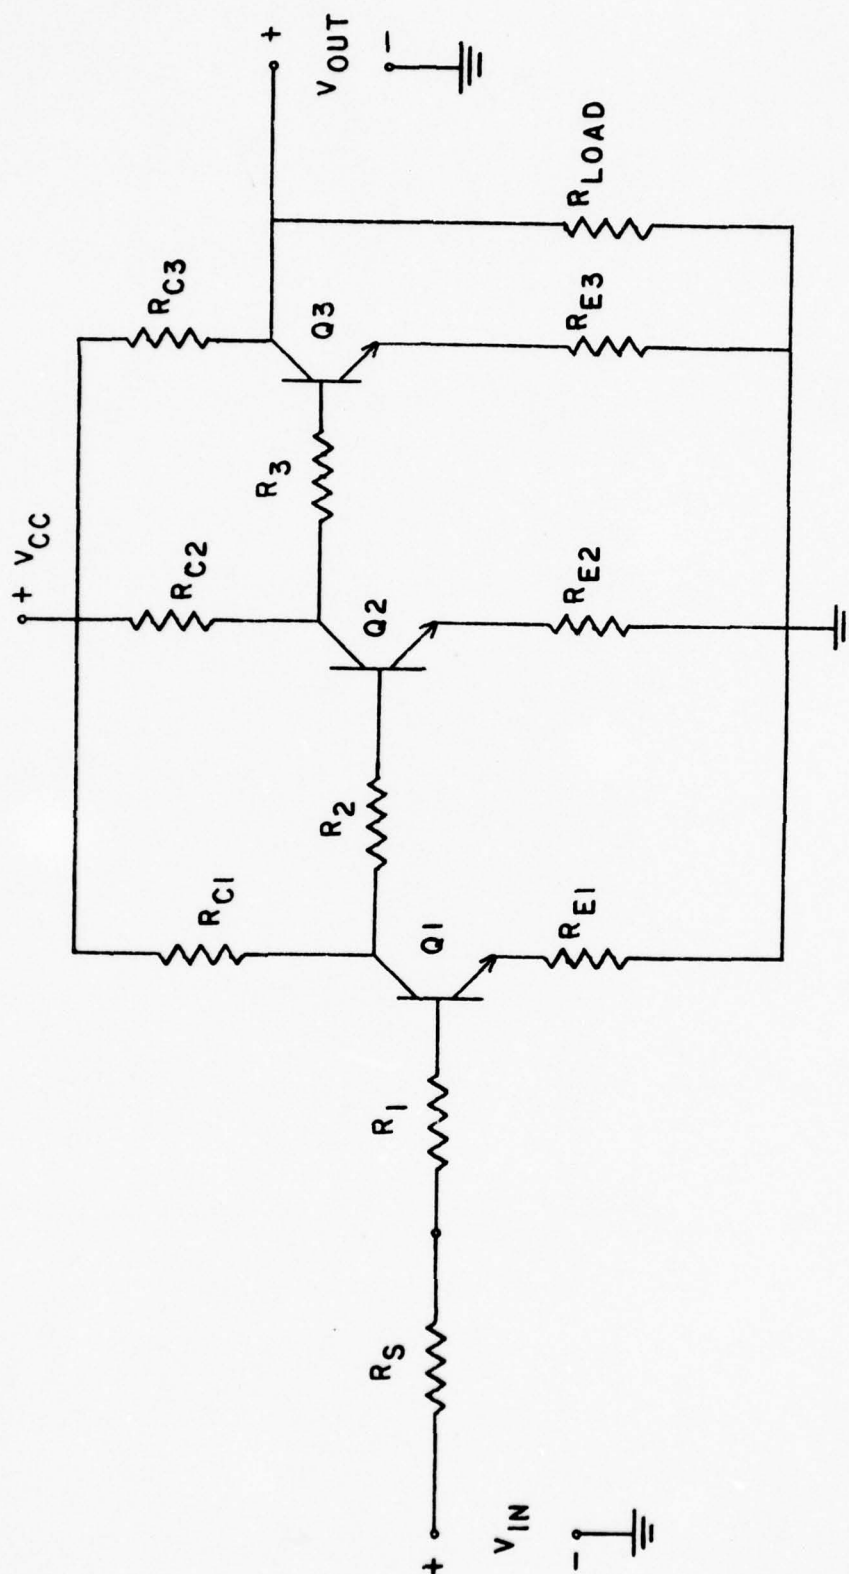 + VCC
RC1
RC2
RC3
+
VOUT
-
R3
Q3
R2
Q2
Q1
R1
RS
+
VIN
-
RE1
RE2
RE3
RLOAD